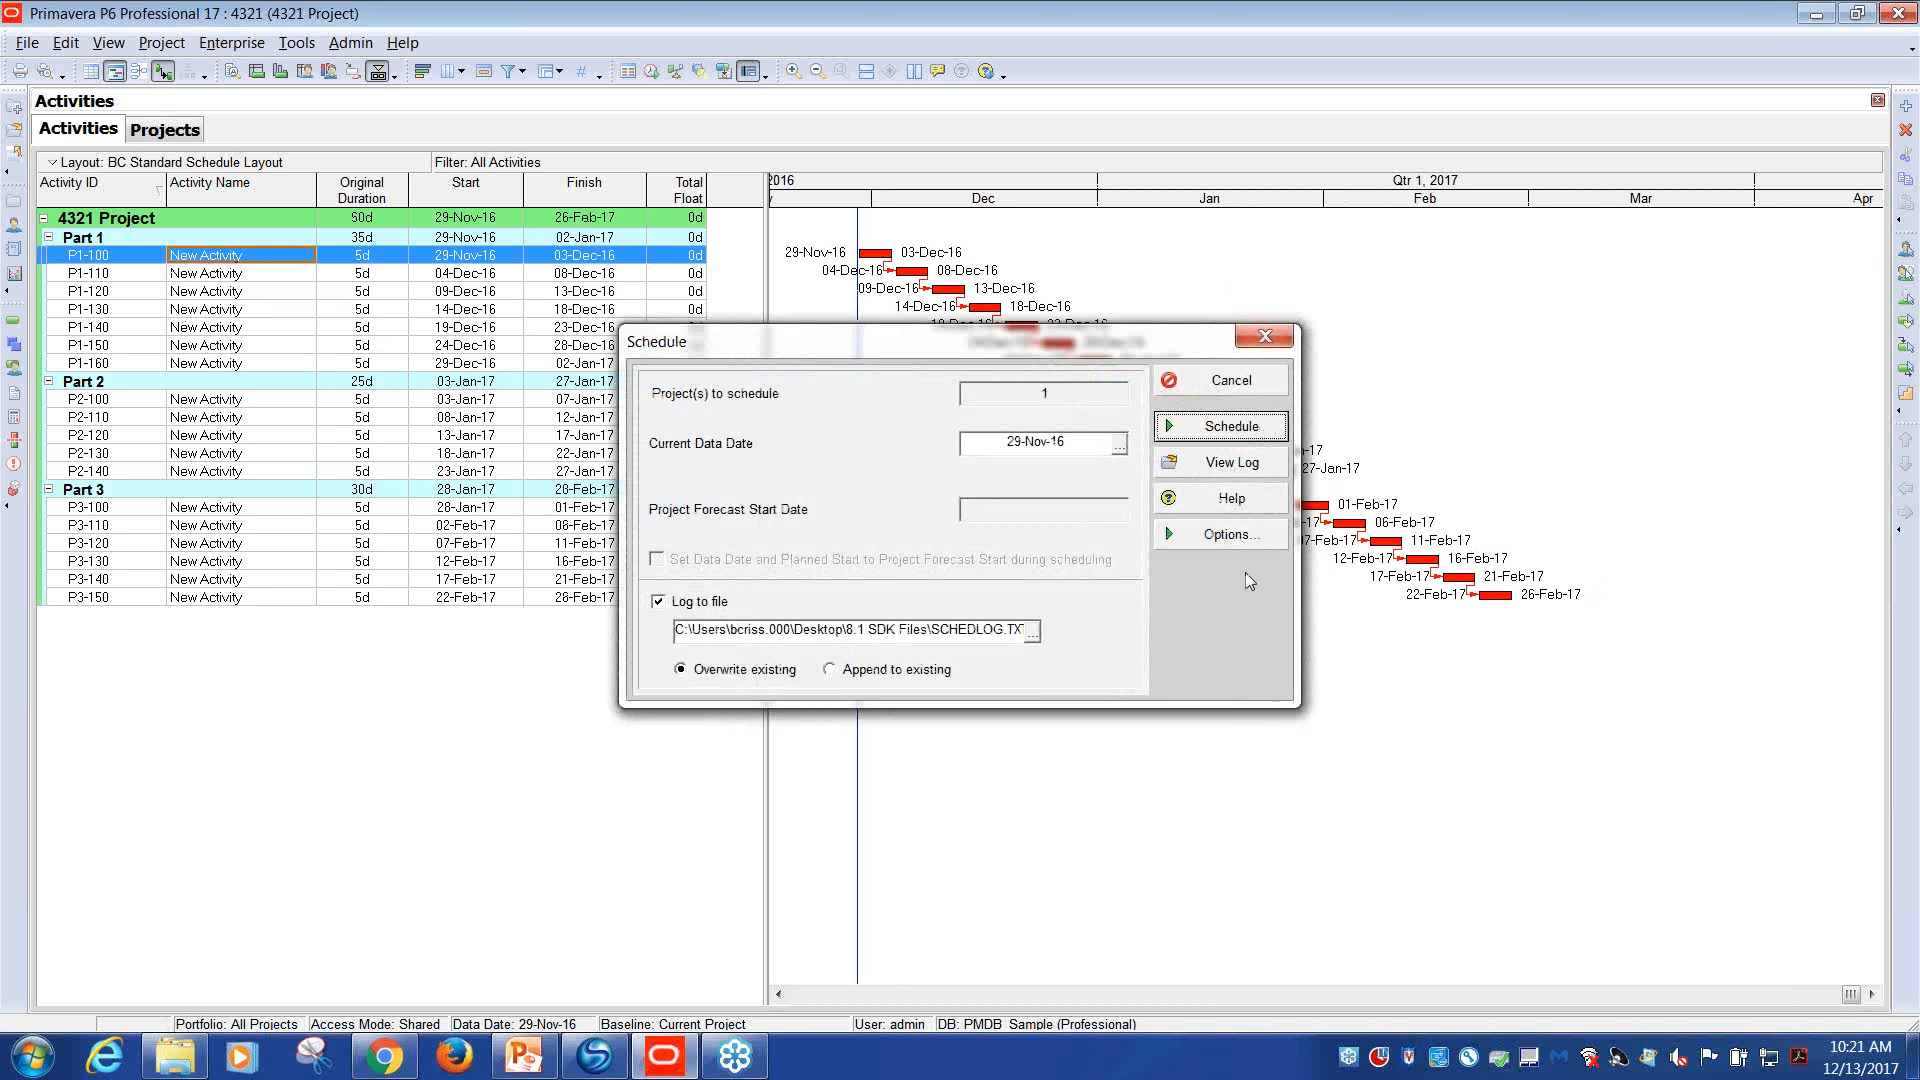 Primavera P6 Professional 17 : 4321 (4321 Project)
File Edit View Project Enterprise Tools Admin Help
Activities
Activities Projects
Layout: BC Standard Schedule Layout Filter: All Activities
Activity ID Activity Name Original Duration Start Finish Total Float
2016 Qtr 1, 2017
Dec Jan Feb Mar Apr
4321 Project 90d 29-Nov-16 26-Feb-17 0d
Part 1 35d 29-Nov-16 02-Jan-17 0d
P1-100 New Activity 5d 29-Nov-16 03-Dec-16 0d 29-Nov-16 03-Dec-16
P1-110 New Activity 5d 04-Dec-16 08-Dec-16 0d 04-Dec-16 08-Dec-16
P1-120 New Activity 5d 09-Dec-16 13-Dec-16 0d 09-Dec-16 13-Dec-16
P1-130 New Activity 5d 14-Dec-16 18-Dec-16 0d 14-Dec-16 18-Dec-16
P1-140 New Activity 5d 19-Dec-16 23-Dec-16
P1-150 New Activity 5d 24-Dec-16 28-Dec-16
P1-160 New Activity 5d 29-Dec-16 02-Jan-17
Part 2 25d 03-Jan-17 27-Jan-17
P2-100 New Activity 5d 03-Jan-17 07-Jan-17
P2-110 New Activity 5d 08-Jan-17 12-Jan-17
P2-120 New Activity 5d 13-Jan-17 17-Jan-17
P2-130 New Activity 5d 18-Jan-17 22-Jan-17
P2-140 New Activity 5d 23-Jan-17 27-Jan-17 27-Jan-17
Part 3 30d 28-Jan-17 26-Feb-17
P3-100 New Activity 5d 28-Jan-17 01-Feb-17 01-Feb-17
P3-110 New Activity 5d 02-Feb-17 06-Feb-17 06-Feb-17
P3-120 New Activity 5d 07-Feb-17 11-Feb-17 11-Feb-17
P3-130 New Activity 5d 12-Feb-17 16-Feb-17 12-Feb-17 16-Feb-17
P3-140 New Activity 5d 17-Feb-17 21-Feb-17 17-Feb-17 21-Feb-17
P3-150 New Activity 5d 22-Feb-17 26-Feb-17 22-Feb-17 26-Feb-17
Schedule
Project(s) to schedule 1
Current Data Date 29-Nov-16 ...
Project Forecast Start Date
Set Data Date and Planned Start to Project Forecast Start during scheduling
Log to file
C:\Users\bcriss.000\Desktop\8.1 SDK Files\SCHEDLOG.TXT ...
Overwrite existing Append to existing
Cancel
Schedule
View Log
Help
Options...
Portfolio: All Projects Access Mode: Shared Data Date: 29-Nov-16 Baseline: Current Project User: admin DB: PMDB Sample (Professional)
10:21 AM
12/13/2017